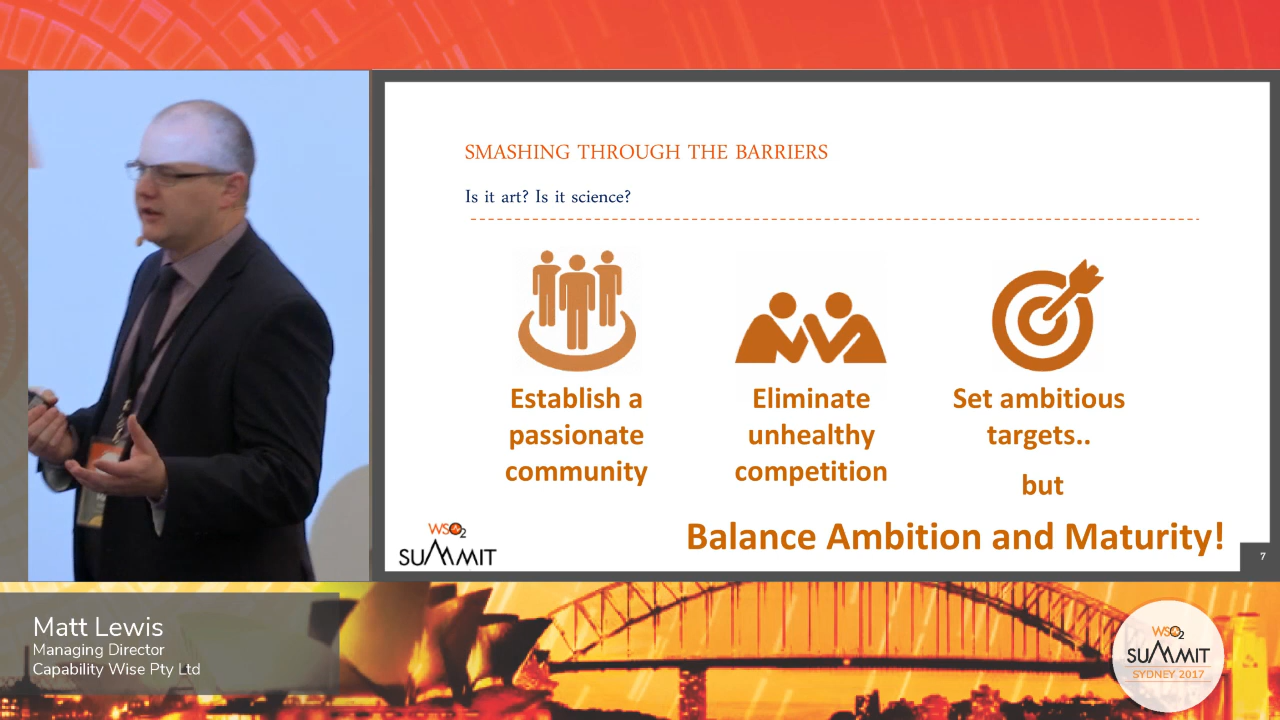 SMASHING THROUGH THE BARRIERS
Is it art? Is it science?
Establish a
passionate
community
Eliminate
unhealthy
competition
Set ambitious
targets..
but
Balance Ambition and Maturity!
WSO2
SUMMIT
7
Matt Lewis
Managing Director
Capability Wise Pty Ltd
WSO2
SUMMIT
SYDNEY 2017